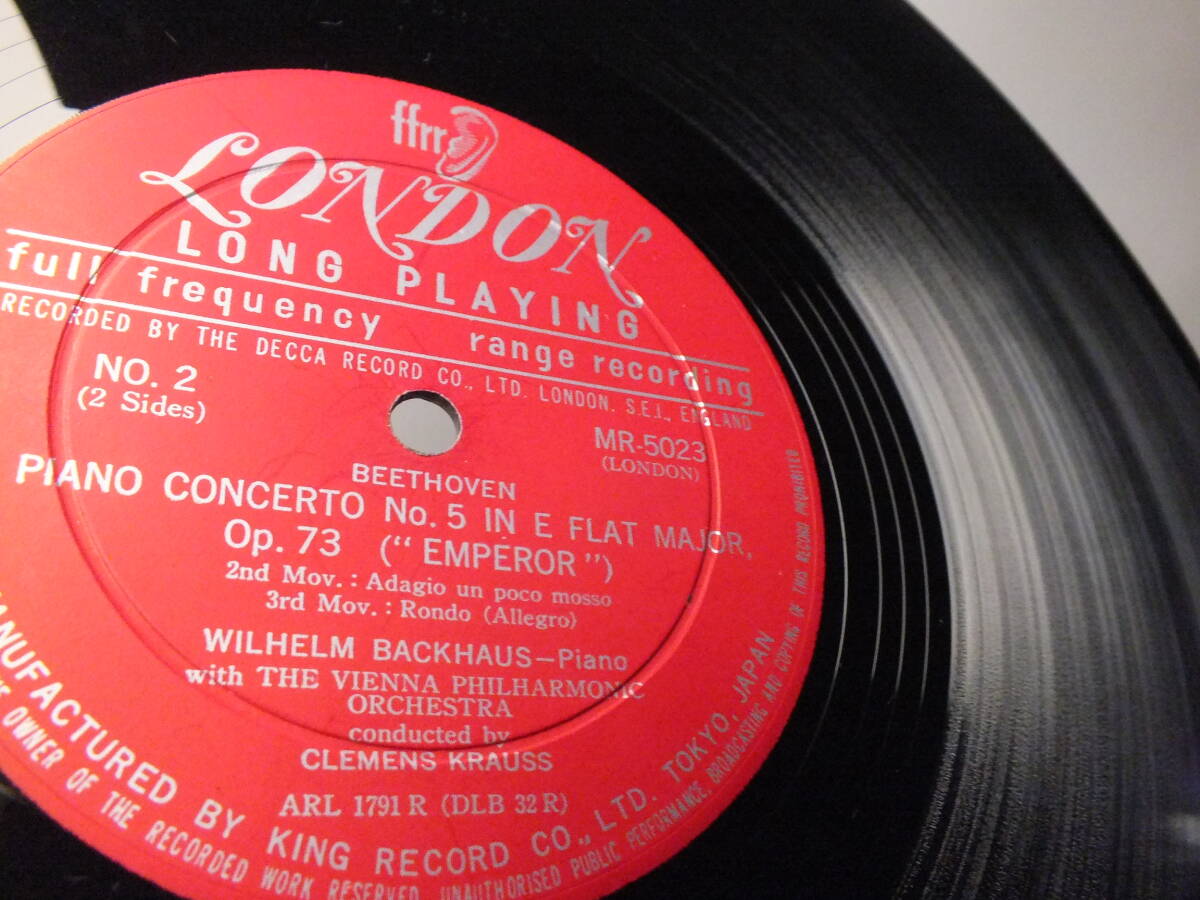 ffrr
LONDON
LONG PLAYING
full frequency range recording
RECORDED BY THE DECCA RECORD CO., LTD. LONDON. S.E.I., ENGLAND
NO. 2
(2 Sides)
MR-5023
(LONDON)
BEETHOVEN
PIANO CONCERTO No. 5 IN E FLAT MAJOR,
Op. 73 ("EMPEROR")
2nd Mov.: Adagio un poco mosso
3rd Mov.: Rondo (Allegro)
WILHELM BACKHAUS—Piano
with THE VIENNA PHILHARMONIC
ORCHESTRA
conducted by
CLEMENS KRAUSS
ARL 1791 R (DLB 32 R)
MANUFACTURED BY KING RECORD CO., LTD. TOKYO, JAPAN
OWNER OF THE RECORDED WORK RESERVED. UNAUTHORISED PUBLIC PERFORMANCE, BROADCASTING AND COPYING OF THIS RECORD PROHIBITED